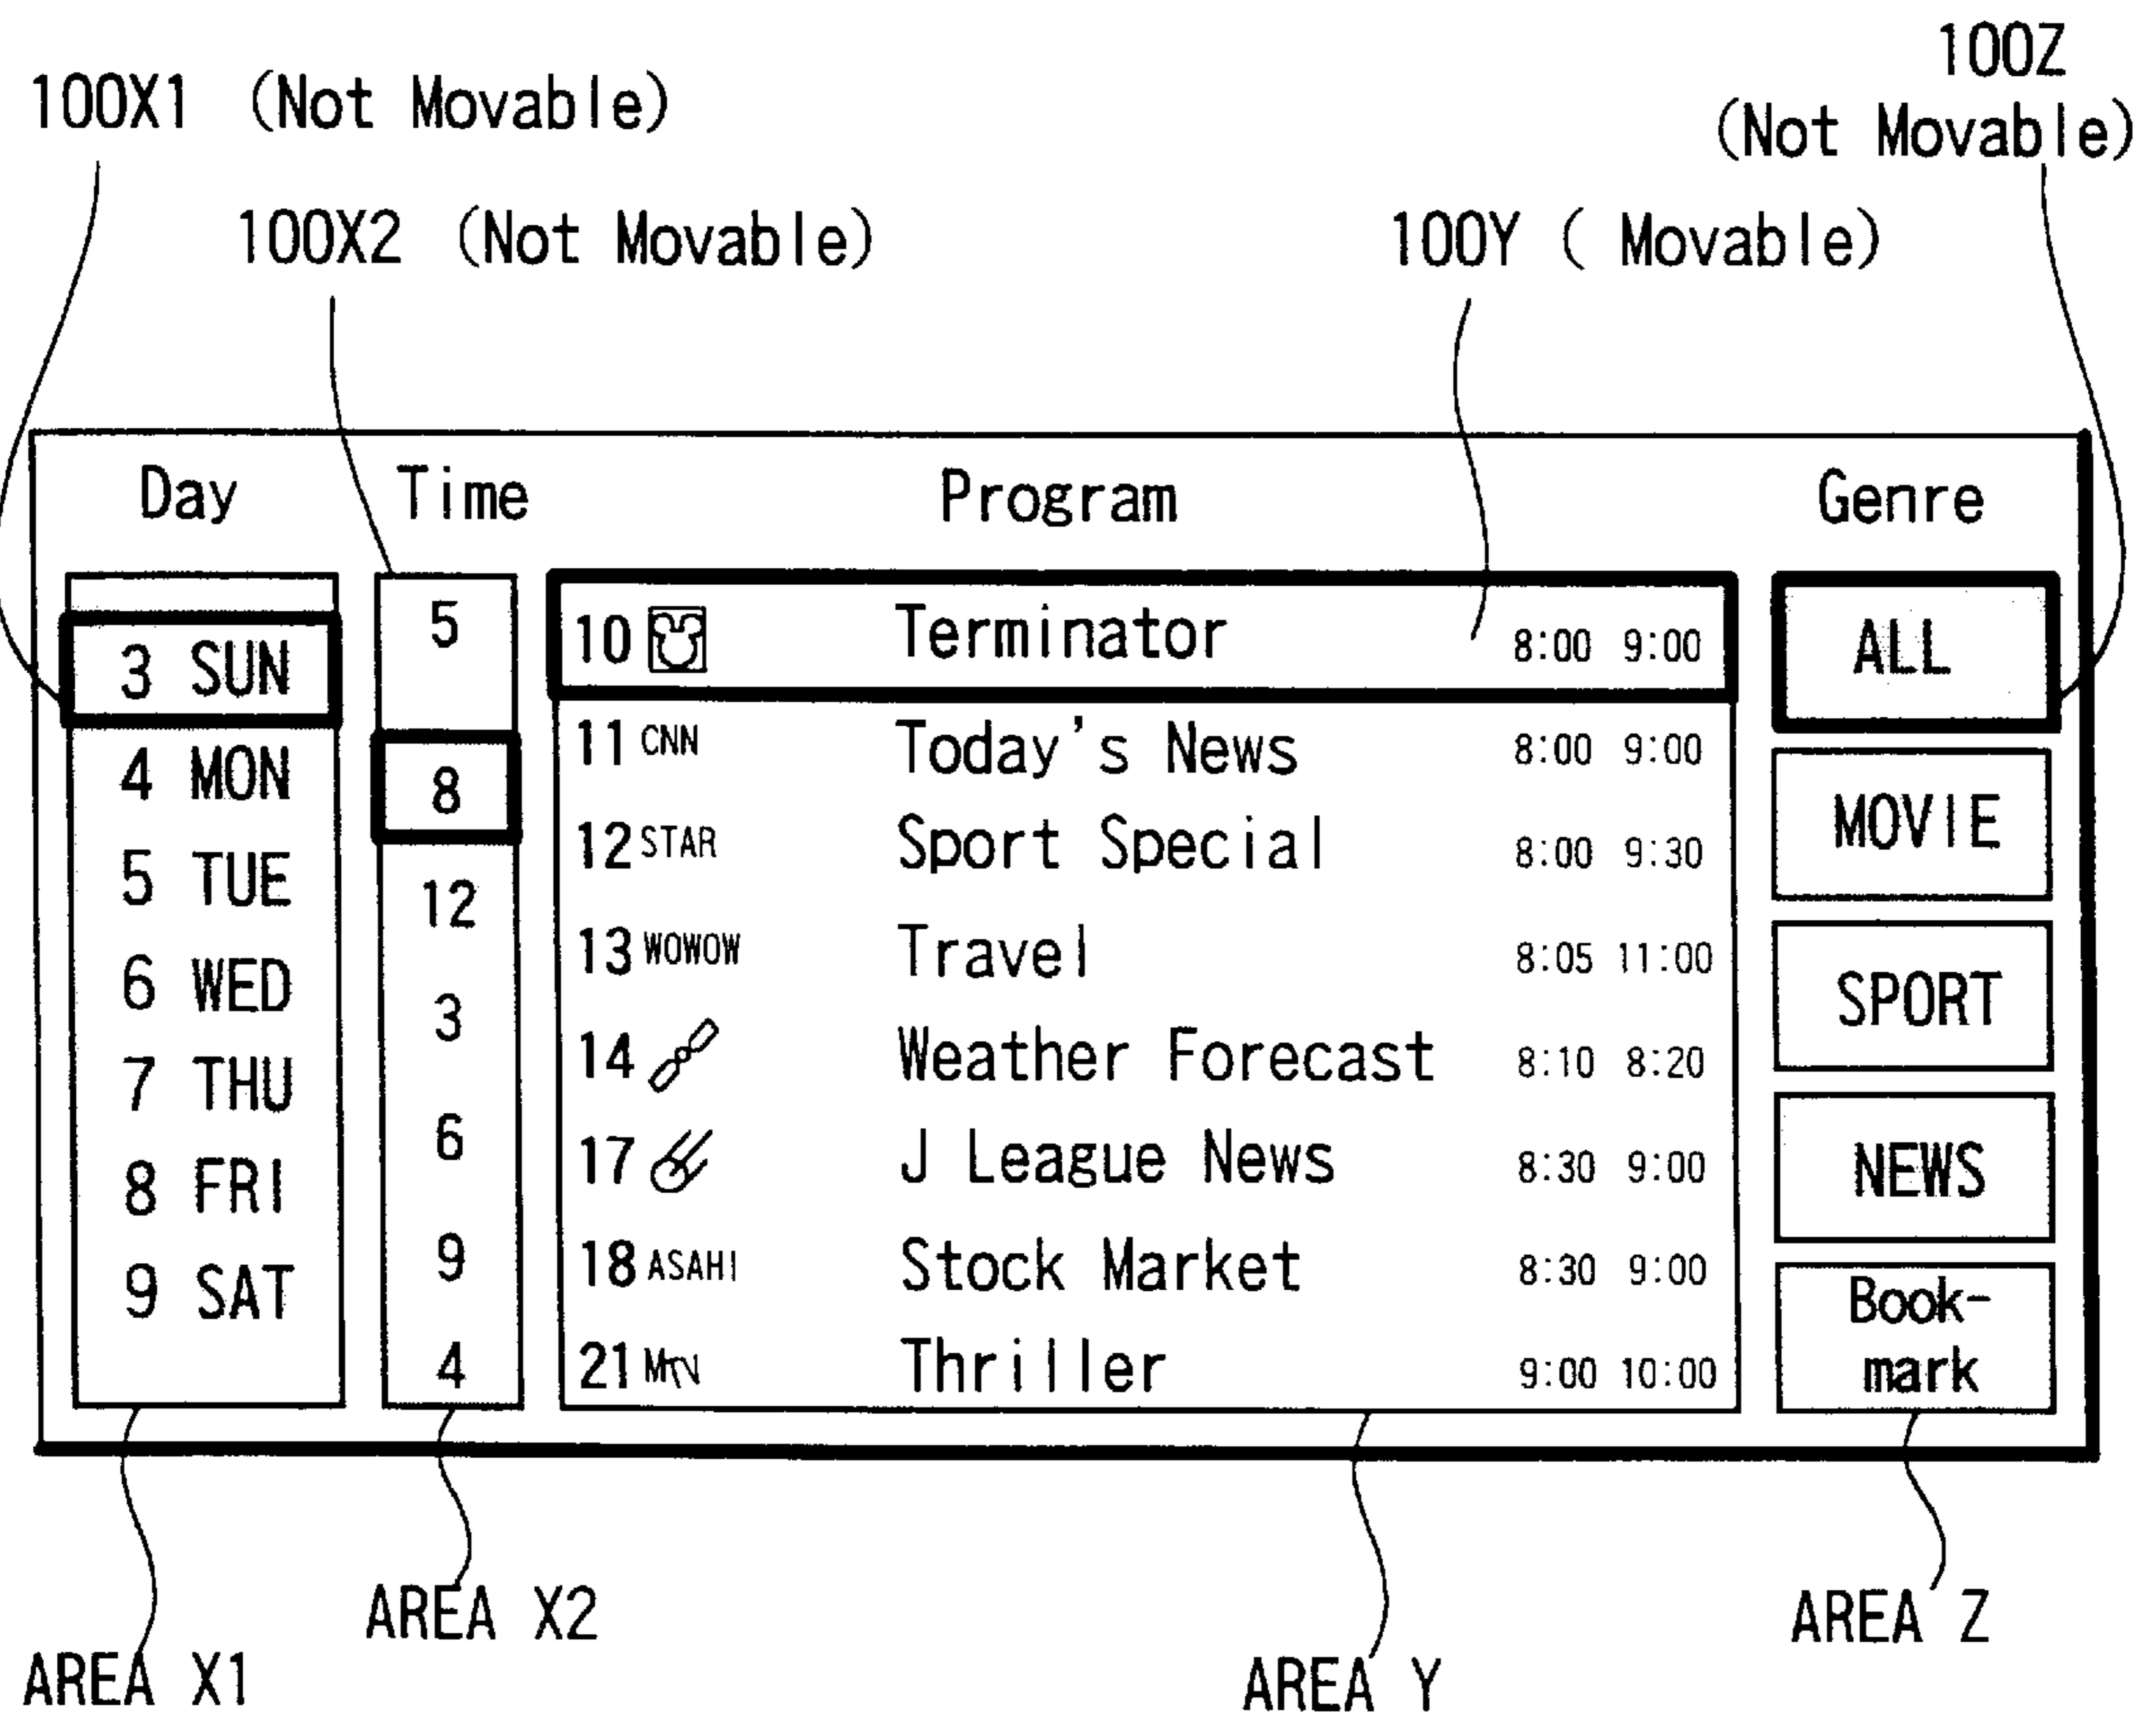 100Z
100X1 (Not Movable)
(Not Movable)
100X2 (Not Movable)
100Y ( Movable)
Day Time Program Genre
3 SUN
4 MON
5 TUE
6 WED
7 THU
8 FRI
9 SAT
5
8
12
3
6
9
4
10 Terminator 8:00 9:00
11 CNN Today's News 8:00 9:00
12 STAR Sport Special 8:00 9:30
13 WOWOW Travel 8:05 11:00
14 Weather Forecast 8:10 8:20
17 J League News 8:30 9:00
18 ASAHI Stock Market 8:30 9:00
21 MTV Thriller 9:00 10:00
ALL
MOVIE
SPORT
NEWS
Book-
mark
AREA X2
AREA Z
AREA X1
AREA Y